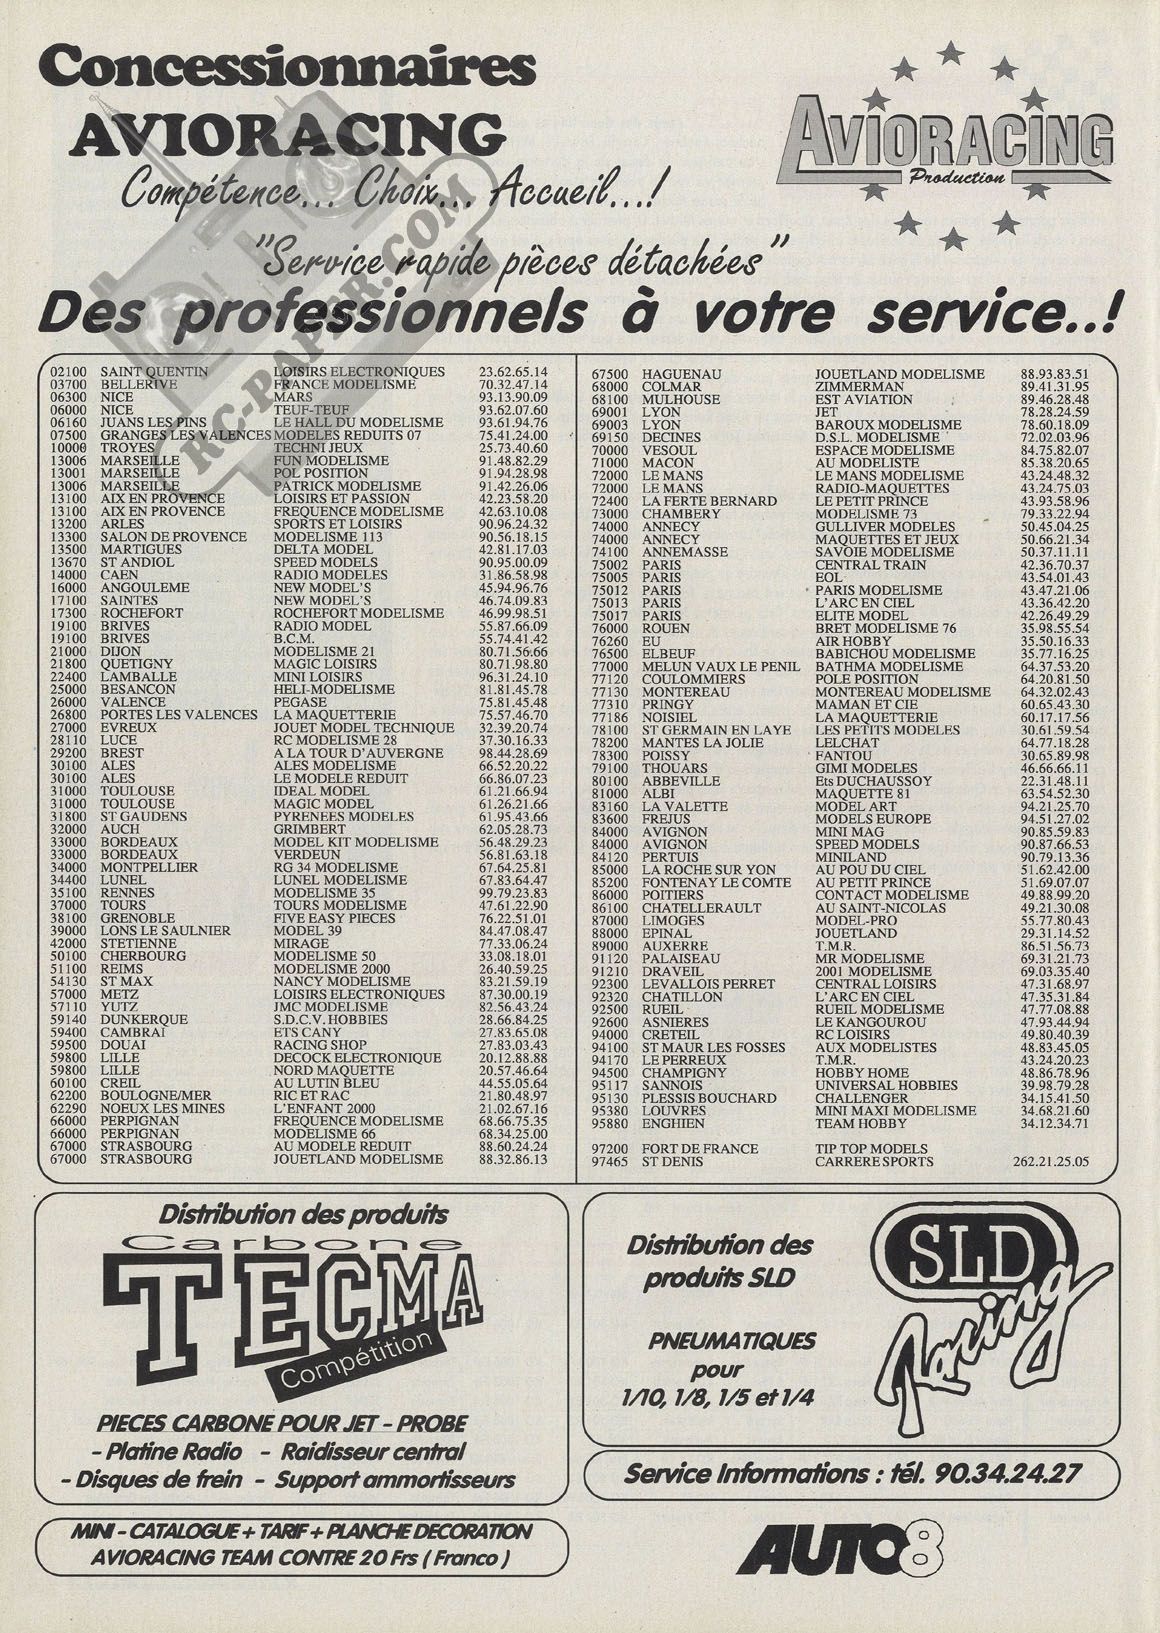 Concessionnaires
AVIORACING
Compétence... Choix... Accueil...!
AVIORACING
Production
"Service rapide pièces détachées"
Des professionnels à votre service..!
RC-PAPER.COM
02100 SAINT QUENTIN LOISIRS ELECTRONIQUES 23.62.65.14
03700 BELLERIVE FRANCE MODELISME 70.32.47.14
06300 NICE MARS 93.13.90.09
06000 NICE TEUF-TEUF 93.62.07.60
06160 JUANS LES PINS LE HALL DU MODELISME 93.61.94.76
07500 GRANGES LES VALENCES MODELES REDUITS 07 75.41.24.00
10000 TROYES TECHNI JEUX 25.73.40.60
13006 MARSEILLE FUN MODELISME 91.48.82.29
13001 MARSEILLE POL POSITION 91.94.28.98
13006 MARSEILLE PATRICK MODELISME 91.42.26.06
13100 AIX EN PROVENCE LOISIRS ET PASSION 42.23.58.20
13100 AIX EN PROVENCE FREQUENCE MODELISME 42.63.10.08
13200 ARLES SPORTS ET LOISIRS 90.96.24.32
13300 SALON DE PROVENCE MODELISME 113 90.56.18.15
13500 MARTIGUES DELTA MODEL 42.81.17.03
13670 ST ANDIOL SPEED MODELS 90.95.00.09
14000 CAEN RADIO MODELES 31.86.58.98
16000 ANGOULEME NEW MODEL'S 45.94.96.76
17100 SAINTES NEW MODEL'S 46.74.09.83
17300 ROCHEFORT ROCHEFORT MODELISME 46.99.98.51
19100 BRIVES RADIO MODEL 55.87.66.09
19100 BRIVES B.C.M. 55.74.41.42
21000 DIJON MODELISME 21 80.71.56.66
21800 QUETIGNY MAGIC LOISIRS 80.71.98.80
22400 LAMBALLE MINI LOISIRS 96.31.24.10
25000 BESANCON HELI-MODELISME 81.81.45.78
26000 VALENCE PEGASE 75.81.45.48
26800 PORTES LES VALENCES LA MAQUETTERIE 75.57.46.70
27000 EVREUX JOUET MODEL TECHNIQUE 32.39.20.74
28110 LUCE RC MODELISME 28 37.30.16.33
29200 BREST A LA TOUR D'AUVERGNE 98.44.28.69
30100 ALES ALES MODELISME 66.52.20.22
30100 ALES LE MODELE REDUIT 66.86.07.23
31000 TOULOUSE IDEAL MODEL 61.21.66.94
31000 TOULOUSE MAGIC MODEL 61.26.21.66
31800 ST GAUDENS PYRENEES MODELES 61.95.43.66
32000 AUCH GRIMBERT 62.05.28.73
33000 BORDEAUX MODEL KIT MODELISME 56.48.29.23
33000 BORDEAUX VERDEUN 56.81.63.18
34000 MONTPELLIER RG 34 MODELISME 67.64.25.81
34400 LUNEL LUNEL MODELISME 67.83.64.47
35100 RENNES MODELISME 35 99.79.23.83
37000 TOURS TOURS MODELISME 47.61.22.90
38100 GRENOBLE FIVE EASY PIECES 76.22.51.01
39000 LONS LE SAULNIER MODEL 39 84.47.08.47
42000 STETIENNE MIRAGE 77.33.06.24
50100 CHERBOURG MODELISME 50 33.08.18.01
51100 REIMS MODELISME 2000 26.40.59.25
54130 ST MAX NANCY MODELISME 83.21.59.19
57000 METZ LOISIRS ELECTRONIQUES 87.30.00.19
57110 YUTZ JMC MODELISME 82.56.43.24
59140 DUNKERQUE S.D.C.V. HOBBIES 28.66.84.25
59400 CAMBRAI ETS CANY 27.83.65.08
59500 DOUAI RACING SHOP 27.83.03.43
59800 LILLE DECOCK ELECTRONIQUE 20.12.88.88
59800 LILLE NORD MAQUETTE 20.57.46.64
60100 CREIL AU LUTIN BLEU 44.55.05.64
62200 BOULOGNE/MER RIC ET RAC 21.80.48.97
62290 NOEUX LES MINES L'ENFANT 2000 21.02.67.16
66000 PERPIGNAN FREQUENCE MODELISME 68.66.75.35
66000 PERPIGNAN MODELISME 66 68.34.25.00
67000 STRASBOURG AU MODELE REDUIT 88.60.24.24
67000 STRASBOURG JOUETLAND MODELISME 88.32.86.13
67500 HAGUENAU JOUETLAND MODELISME 88.93.83.51
68000 COLMAR ZIMMERMAN 89.41.31.95
68100 MULHOUSE EST AVIATION 89.46.28.48
69001 LYON JET 78.28.24.59
69003 LYON BAROUX MODELISME 78.60.18.09
69150 DECINES D.S.L. MODELISME 72.02.03.96
70000 VESOUL ESPACE MODELISME 84.75.82.07
71000 MACON AU MODELISTE 85.38.20.65
72000 LE MANS LE MANS MODELISME 43.24.48.32
72000 LE MANS RADIO-MAQUETTES 43.24.75.03
72400 LA FERTE BERNARD LE PETIT PRINCE 43.93.58.96
73000 CHAMBERY MODELISME 73 79.33.22.94
74000 ANNECY GULLIVER MODELES 50.45.04.25
74000 ANNECY MAQUETTES ET JEUX 50.66.21.34
74100 ANNEMASSE SAVOIE MODELISME 50.37.11.11
75002 PARIS CENTRAL TRAIN 42.36.70.37
75005 PARIS EOL 43.54.01.43
75012 PARIS PARIS MODELISME 43.47.21.06
75013 PARIS L'ARC EN CIEL 43.36.42.20
75017 PARIS ELITE MODEL 42.26.49.29
76000 ROUEN BRET MODELISME 76 35.98.55.54
76260 EU AIR HOBBY 35.50.16.33
76500 ELBEUF BABICHOU MODELISME 35.77.16.25
77000 MELUN VAUX LE PENIL BATHMA MODELISME 64.37.53.20
77120 COULOMMIERS POLE POSITION 64.20.81.50
77130 MONTEREAU MONTEREAU MODELISME 64.32.02.43
77310 PRINGY MAMAN ET CIE 60.65.43.30
77186 NOISIEL LA MAQUETTERIE 60.17.17.56
78100 ST GERMAIN EN LAYE LES PETITS MODELES 30.61.59.54
78200 MANTES LA JOLIE LELCHAT 64.77.18.28
78300 POISSY FANTOU 30.65.89.98
79100 THOUARS GIMI MODELES 46.66.66.11
80100 ABBEVILLE Ets DUCHAUSSOY 22.31.48.11
81000 ALBI MAQUETTE 81 63.54.52.30
83160 LA VALETTE MODEL ART 94.21.25.70
83600 FREJUS MODELS EUROPE 94.51.27.02
84000 AVIGNON MINI MAG 90.85.59.83
84000 AVIGNON SPEED MODELS 90.87.66.53
84120 PERTUIS MINILAND 90.79.13.36
85000 LA ROCHE SUR YON AU POU DU CIEL 51.62.42.00
85200 FONTENAY LE COMTE AU PETIT PRINCE 51.69.07.07
86000 POITIERS CONTACT MODELISME 49.88.99.20
86100 CHATELLERAULT AU SAINT-NICOLAS 49.21.30.08
87000 LIMOGES MODEL-PRO 55.77.80.43
88000 EPINAL JOUETLAND 29.31.14.52
89000 AUXERRE T.M.R. 86.51.56.73
91120 PALAISEAU MR MODELISME 69.31.21.73
91210 DRAVEIL 2001 MODELISME 69.03.35.40
92300 LEVALLOIS PERRET CENTRAL LOISIRS 47.31.68.97
92320 CHATILLON L'ARC EN CIEL 47.35.31.84
92500 RUEIL RUEIL MODELISME 47.77.08.88
92600 ASNIERES LE KANGOUROU 47.93.44.94
94000 CRETEIL RC LOISIRS 49.80.40.39
94100 ST MAUR LES FOSSES AUX MODELISTES 48.83.45.05
94170 LE PERREUX T.M.R. 43.24.20.23
94500 CHAMPIGNY HOBBY HOME 48.86.78.96
95117 SANNOIS UNIVERSAL HOBBIES 39.98.79.28
95130 PLESSIS BOUCHARD CHALLENGER 34.15.41.50
95380 LOUVRES MINI MAXI MODELISME 34.68.21.60
95880 ENGHIEN TEAM HOBBY 34.12.34.71
97200 FORT DE FRANCE TIP TOP MODELS
97465 ST DENIS CARRERE SPORTS 262.21.25.05
Distribution des produits
Carbone
TECMA
Compétition
PIECES CARBONE POUR JET - PROBE
- Platine Radio - Raidisseur central
- Disques de frein - Support ammortisseurs
MINI - CATALOGUE + TARIF + PLANCHE DECORATION
AVIORACING TEAM CONTRE 20 Frs ( Franco )
Distribution des
produits SLD
PNEUMATIQUES
pour
1/10, 1/8, 1/5 et 1/4
SLD
Racing
Service Informations : tél. 90.34.24.27
AUTO8